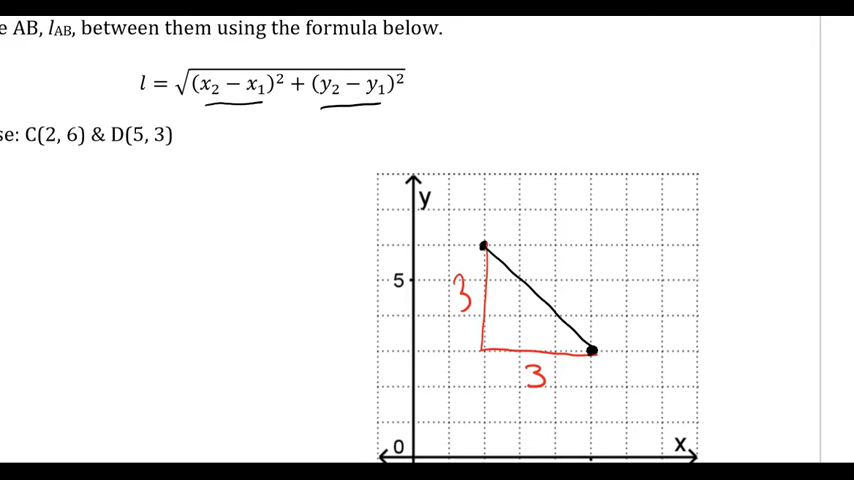 e AB, lAB, between them using the formula below.
l = √(x₂ − x₁)² + (y₂ − y₁)²
se: C(2, 6) & D(5, 3)
y
5
3
3
0
x